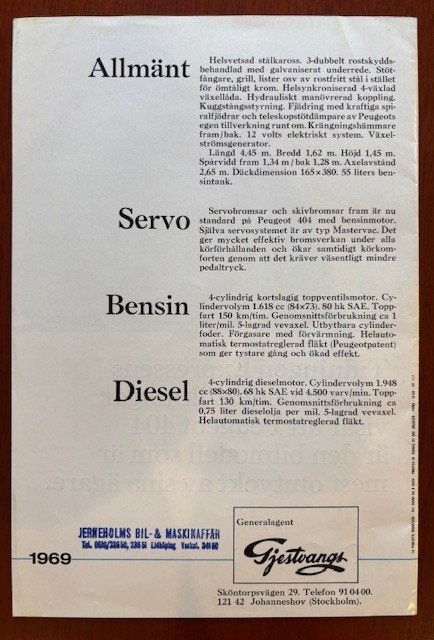 Allmänt
Helsvetsad stålkaross. 3-dubbelt rostskydds-
behandlad med galvaniserat underrede. Stöt-
fångare, grill, lister osv av rostfritt stål i stället
för ömtåligt krom. Helsynkroniserad 4-växlad
växellåda. Hydrauliskt manövrerad koppling.
Kuggstångsstyrning. Fjädring med kraftiga spi-
ralfjädrar och teleskopstötdämpare av Peugeots
egen tillverkning runt om. Krängningshämmare
fram/bak. 12 volts elektriskt system. Växel-
strömsgenerator.
Längd 4,45 m. Bredd 1,62 m. Höjd 1,45 m.
Spårvidd fram 1,34 m/bak 1,28 m. Axelavstånd
2,65 m. Däckdimension 165×380. 55 liters ben-
sintank.
Servo
Servobromsar och skivbromsar fram är nu
standard på Peugeot 404 med bensinmotor.
Själva servosystemet är av typ Mastervac. Det
ger mycket effektiv bromsverkan under alla
körförhållanden och ökar samtidigt körkom-
forten genom att det kräver väsentligt mindre
pedaltryck.
Bensin
4-cylindrig kortslagig toppventilsmotor. Cy-
lindervolym 1.618 cc (84×73). 80 hk SAE. Topp-
fart 150 km/tim. Genomsnittsförbrukning ca 1
liter/mil. 5-lagrad vevaxel. Utbytbara cylinder-
foder. Förgasare med förvärmning. Helauto-
matisk termostatreglerad fläkt (Peugeotpatent)
som ger tystare gång och ökad effekt.
Diesel
4-cylindrig dieselmotor. Cylindervolym 1.948
cc (88×80). 68 hk SAE vid 4.500 varv/min. Topp-
fart 130 km/tim. Genomsnittsförbrukning ca
0,75 liter dieselolja per mil. 5-lagrad vevaxel.
Helautomatisk termostatreglerad fläkt.
JERNEHOLMS BIL- & MASKINAFFÄR
Tel. Lidköping Verkst.
1969
Generalagent
Gjestvangs
Sköntorpsvägen 29. Telefon 91 04 00.
121 42 Johanneshov (Stockholm).